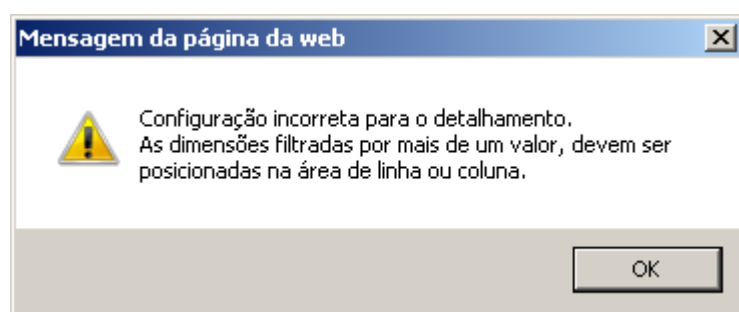 Mensagem da página da web
Configuração incorreta para o detalhamento.
As dimensões filtradas por mais de um valor, devem ser
posicionadas na área de linha ou coluna.
OK